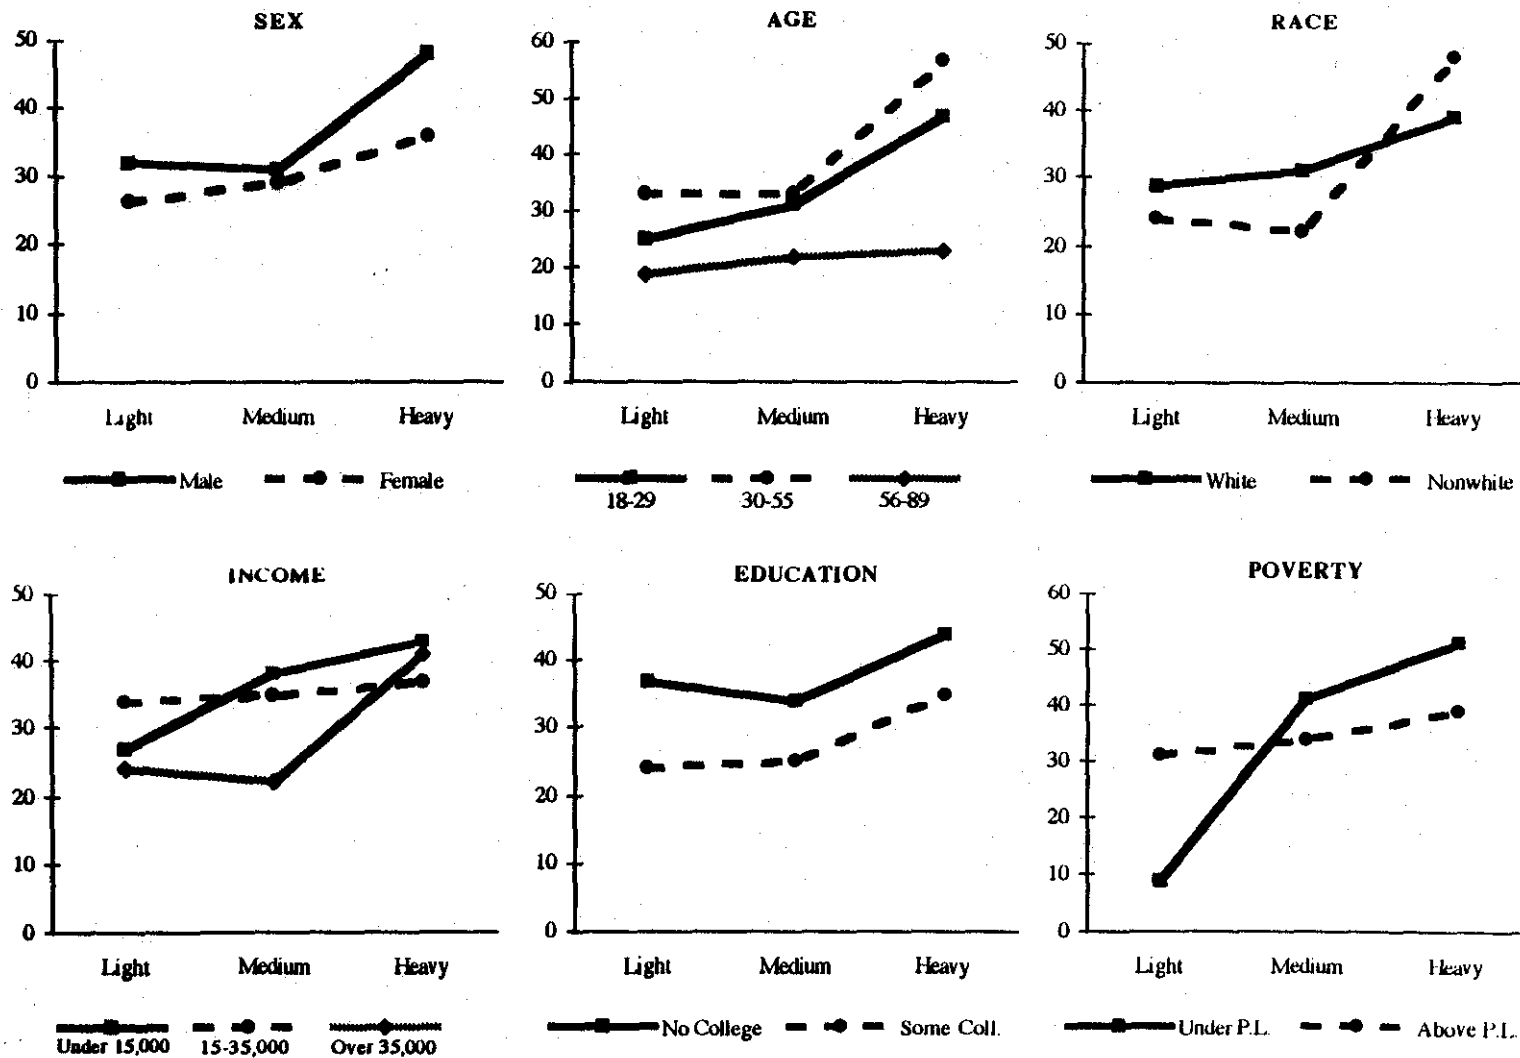 SEX
50
40
30
20
10
0
Light Medium Heavy
Male Female
AGE
60
50
40
30
20
10
0
Light Medium Heavy
18-29 30-55 56-89
RACE
50
40
30
20
10
0
Light Medium Heavy
White Nonwhite
INCOME
50
40
30
20
10
0
Light Medium Heavy
Under 15,000 15-35,000 Over 35,000
EDUCATION
50
40
30
20
10
0
Light Medium Heavy
No College Some Coll.
POVERTY
60
50
40
30
20
10
0
Light Medium Heavy
Under P.L. Above P.L.